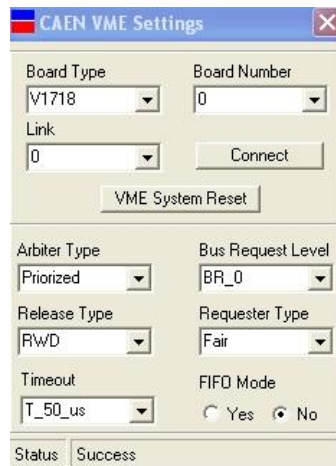 CAEN VME Settings
Board Type Board Number
V1718 0
Link
0 Connect
VME System Reset
Arbiter Type Bus Request Level
Priorized BR_0
Release Type Requester Type
RWD Fair
Timeout FIFO Mode
T_50_us Yes No
Status Success